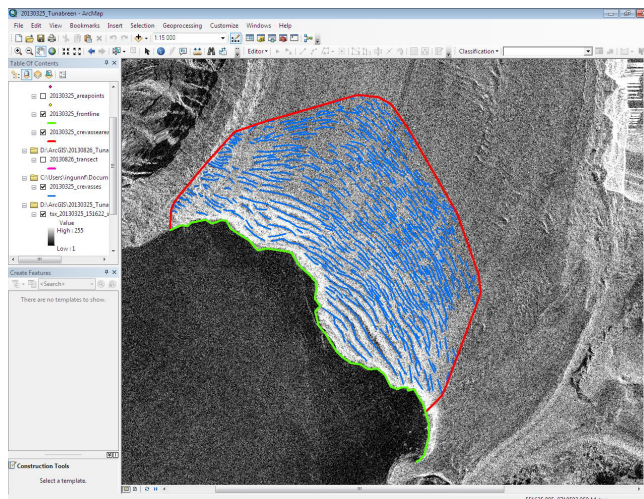 20130325_Tunabreen - ArcMap
File Edit View Bookmarks Insert Selection Geoprocessing Customize Windows Help
1:15 000
Editor
Classification
Table Of Contents
20130325_areapoints
20130325_frontline
20130325_crevassearea
D:\ArcGIS\20130826_Tuna
20130826_transect
C:\Users\ingunnf\Docum
20130325_crevasses
D:\ArcGIS\20130325_Tuna
tsx_20130325_151622_s
Value
High : 255
Low : 1
Create Features
<Search>
There are no templates to show.
Construction Tools
Select a template.